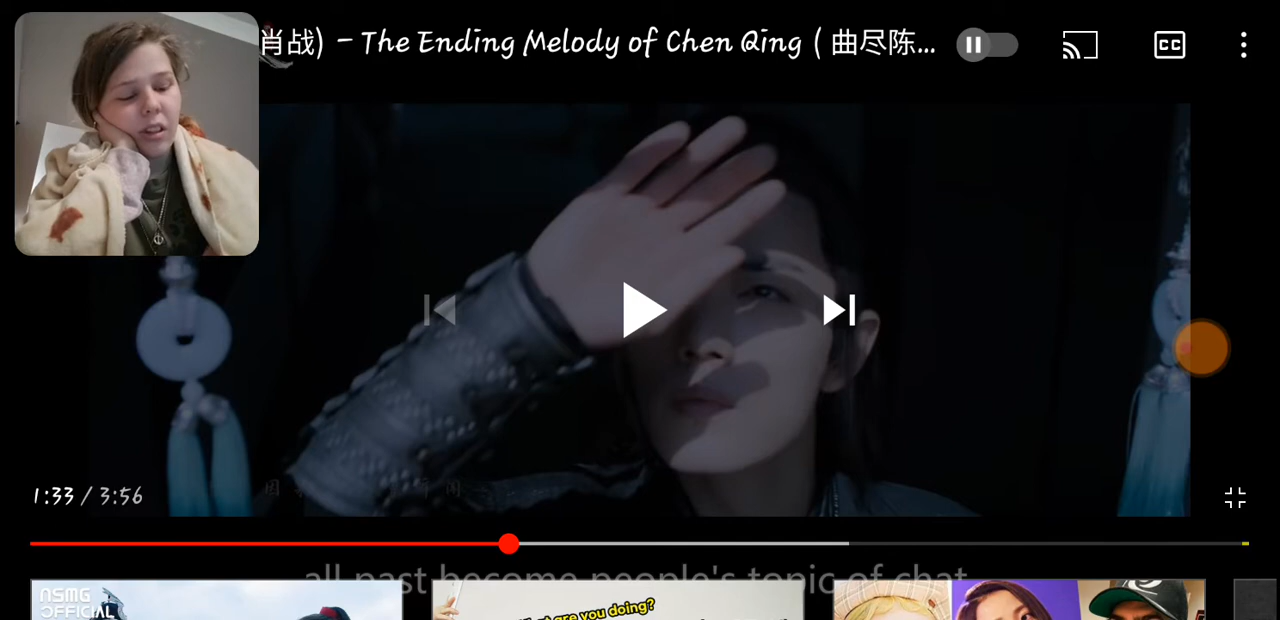 肖战) – The Ending Melody of Chen Qing ( 曲尽陈...
CC
1:33 / 3:56
all past become people's topic of chat
NSMG
OFFICIAL
are you doing?